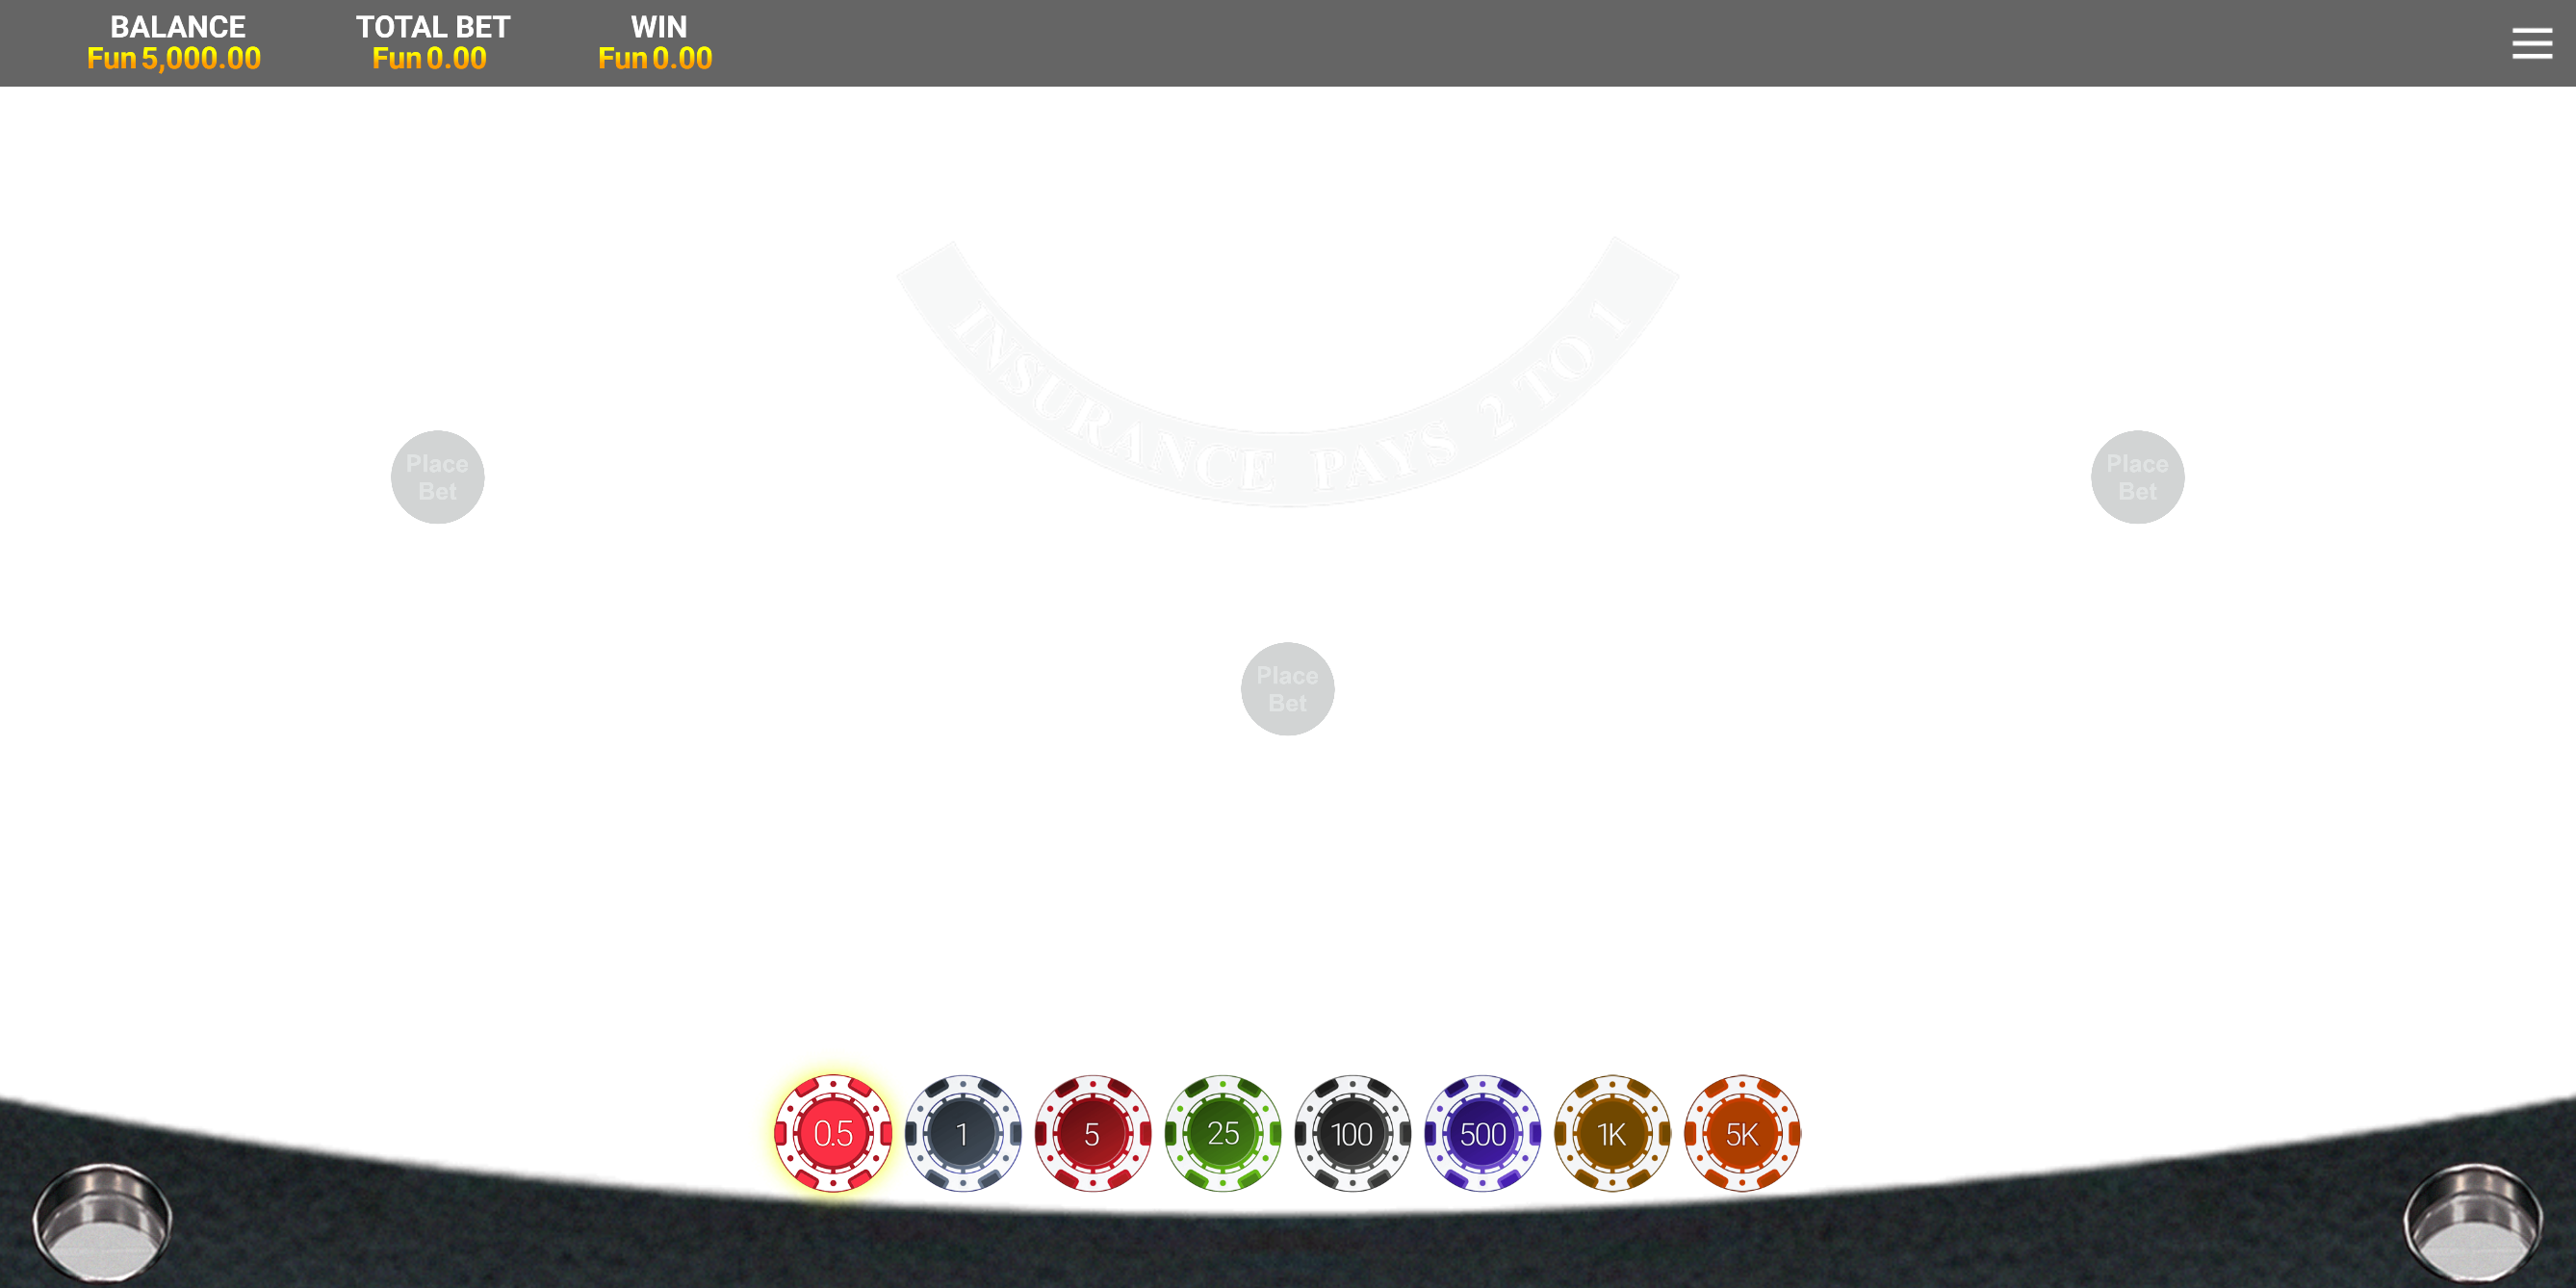 BALANCE
Fun 5,000.00
TOTAL BET
Fun 0.00
WIN
Fun 0.00
INSURANCE PAYS 2 TO 1
Place
Bet
Place
Bet
Place
Bet
0.5
1
5
25
100
500
1K
5K